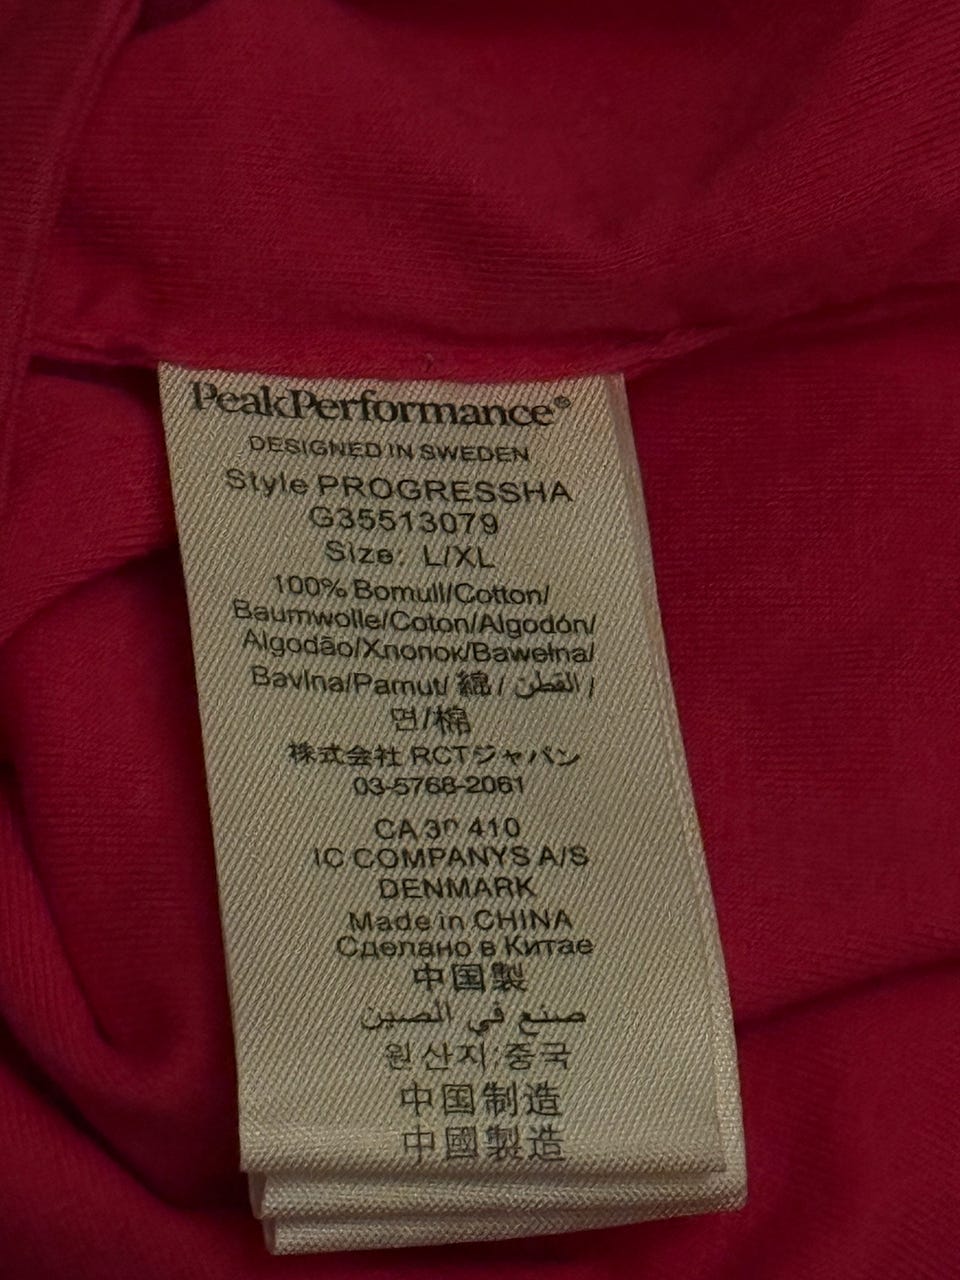 PeakPerformance®
DESIGNED IN SWEDEN
Style PROGRESSHA
G35513079
Size: L/XL
100% Bomull/Cotton/
Baumwolle/Coton/Algodón/
Algodão/Хлопок/Bawełna/
Bavlna/Pamut/ 綿 / القطن /
면/棉
株式会社 RCTジャパン
03-5768-2061
CA 410
IC COMPANYS A/S
DENMARK
Made in CHINA
Сделано в Китае
中国製
صنع في الصين
원산지:중국
中国制造
中國製造